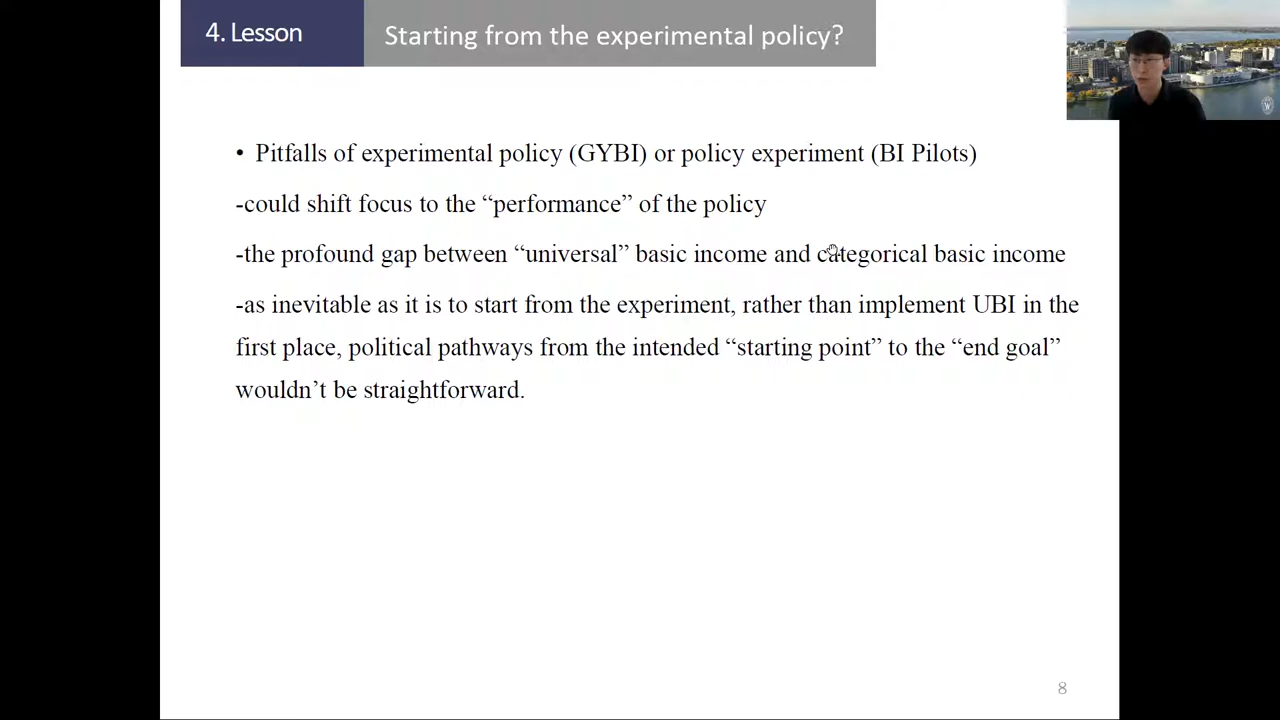 4. Lesson
Starting from the experimental policy?
• Pitfalls of experimental policy (GYBI) or policy experiment (BI Pilots)
-could shift focus to the “performance” of the policy
-the profound gap between “universal” basic income and categorical basic income
-as inevitable as it is to start from the experiment, rather than implement UBI in the
first place, political pathways from the intended “starting point” to the “end goal”
wouldn’t be straightforward.
8
W